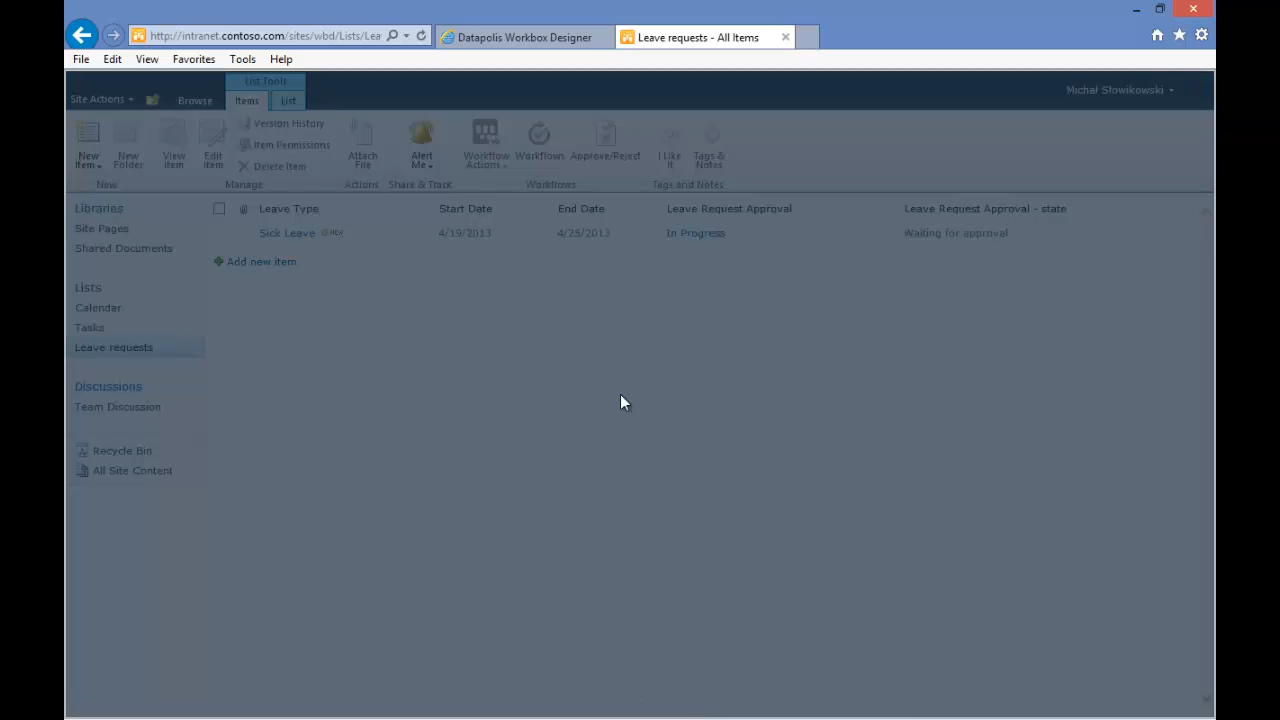 http://intranet.contoso.com/sites/wbd/Lists/Lea
Datapolis Workbox Designer
Leave requests - All Items
File Edit View Favorites Tools Help
List Tools
Site Actions Browse Items List Michał Słowikowski
New Item
New Folder
View Item
Edit Item
Version History
Item Permissions
Delete Item
Attach File
Alert Me
Workflow Actions
Workflows
Approve/Reject
I Like It
Tags & Notes
New Manage Actions Share & Track Workflows Tags and Notes
Libraries
Site Pages
Shared Documents
Lists
Calendar
Tasks
Leave requests
Discussions
Team Discussion
Recycle Bin
All Site Content
Leave Type Start Date End Date Leave Request Approval Leave Request Approval - state
Sick Leave NEW 4/19/2013 4/25/2013 In Progress Waiting for approval
Add new item